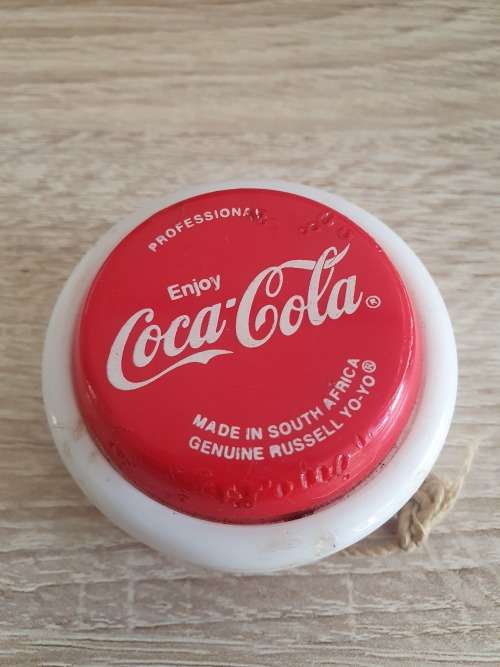 PROFESSIONAL
Enjoy
Coca-Cola®
MADE IN SOUTH AFRICA
GENUINE RUSSELL YO-YO®